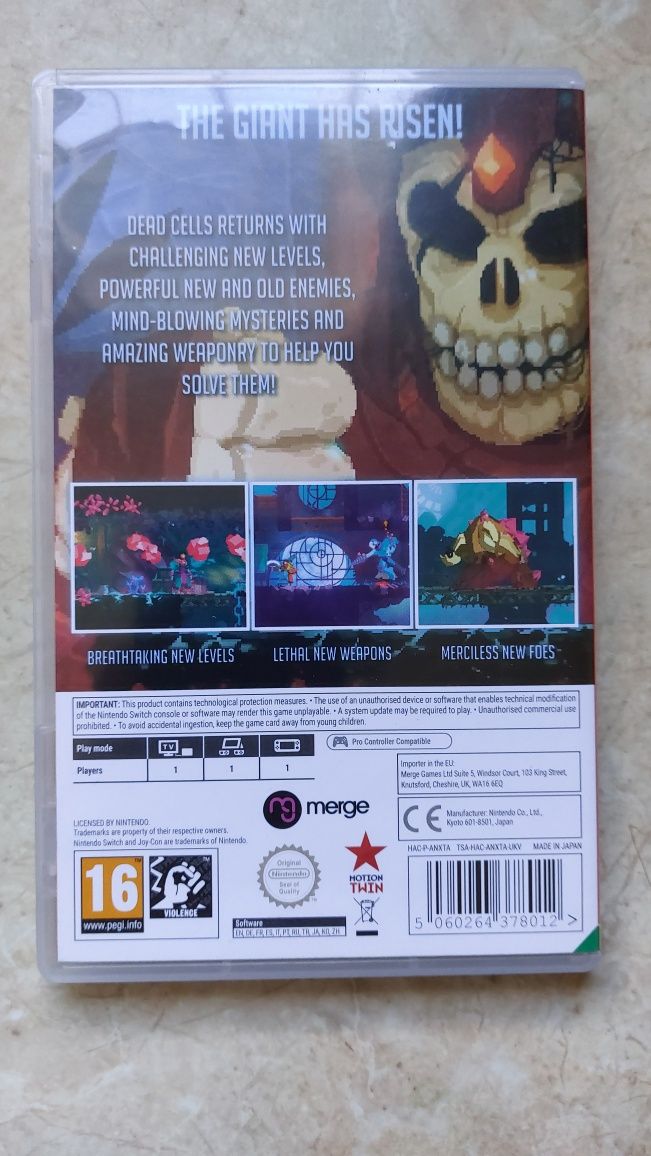 THE GIANT HAS RISEN!
DEAD CELLS RETURNS WITH
CHALLENGING NEW LEVELS,
POWERFUL NEW AND OLD ENEMIES,
MIND-BLOWING MYSTERIES AND
AMAZING WEAPONRY TO HELP YOU
SOLVE THEM!
BREATHTAKING NEW LEVELS
LETHAL NEW WEAPONS
MERCILESS NEW FOES
IMPORTANT: This product contains technological protection measures. • The use of an unauthorised device or software that enables technical modification
of the Nintendo Switch console or software may render this game unplayable. • A system update may be required to play. • Unauthorised commercial use
prohibited. • To avoid accidental ingestion, keep the game card away from young children.
Play mode
TV
Pro Controller Compatible
Players 1 1 1
Importer in the EU:
Merge Games Ltd Suite 5, Windsor Court, 103 King Street,
Knutsford, Cheshire, UK, WA16 6EQ
merge
CE
Manufacturer: Nintendo Co., Ltd.,
Kyoto 601-8501, Japan
LICENSED BY NINTENDO.
Trademarks are property of their respective owners.
Nintendo Switch and Joy-Con are trademarks of Nintendo.
HAC-P-ANXTA TSA-HAC-ANXTA-UKV MADE IN JAPAN
16
www.pegi.info
VIOLENCE
Original
Nintendo
Seal of
Quality
MOTION
TWIN
Software
EN, DE, FR, ES, IT, PT, RU, TR, JA, KO, ZH.
5 060264 378012 >